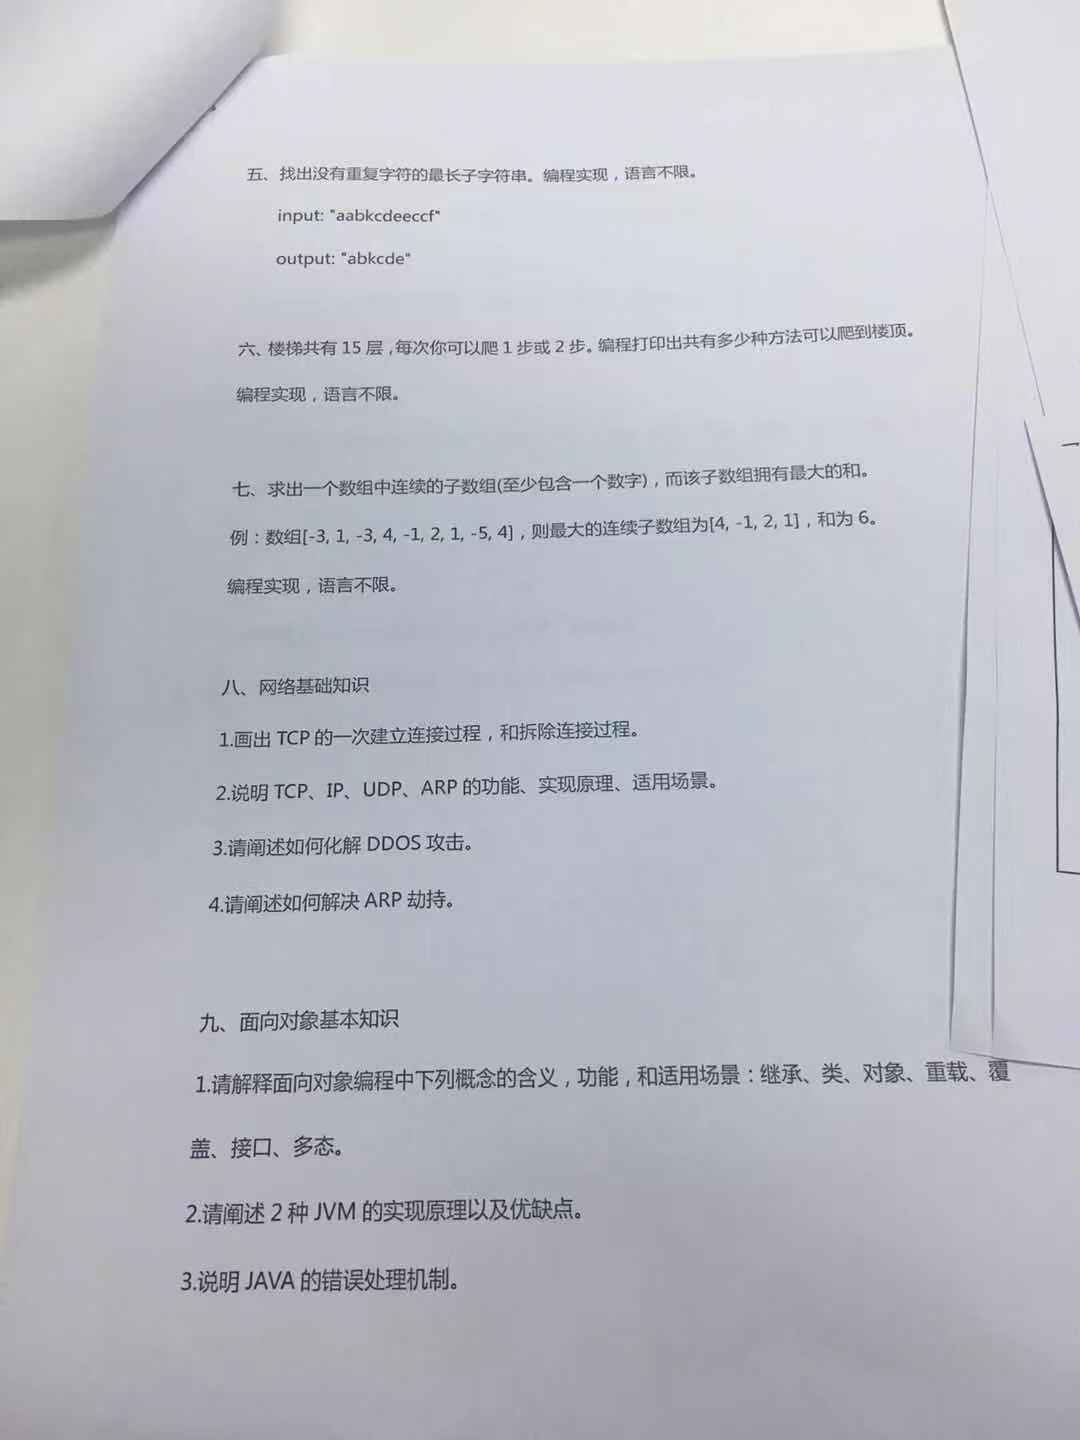 五、找出没有重复字符的最长子字符串。编程实现，语言不限。
input: "aabkcdeeccf"
output: "abkcde"
六、楼梯共有 15 层，每次你可以爬 1 步或 2 步。编程打印出共有多少种方法可以爬到楼顶。
编程实现，语言不限。
七、求出一个数组中连续的子数组(至少包含一个数字)，而该子数组拥有最大的和。
例：数组[-3, 1, -3, 4, -1, 2, 1, -5, 4]，则最大的连续子数组为[4, -1, 2, 1]，和为 6。
编程实现，语言不限。
八、网络基础知识
1.画出 TCP 的一次建立连接过程，和拆除连接过程。
2.说明 TCP、IP、UDP、ARP 的功能、实现原理、适用场景。
3.请阐述如何化解 DDOS 攻击。
4.请阐述如何解决 ARP 劫持。
九、面向对象基本知识
1.请解释面向对象编程中下列概念的含义，功能，和适用场景：继承、类、对象、重载、覆
盖、接口、多态。
2.请阐述 2 种 JVM 的实现原理以及优缺点。
3.说明 JAVA 的错误处理机制。